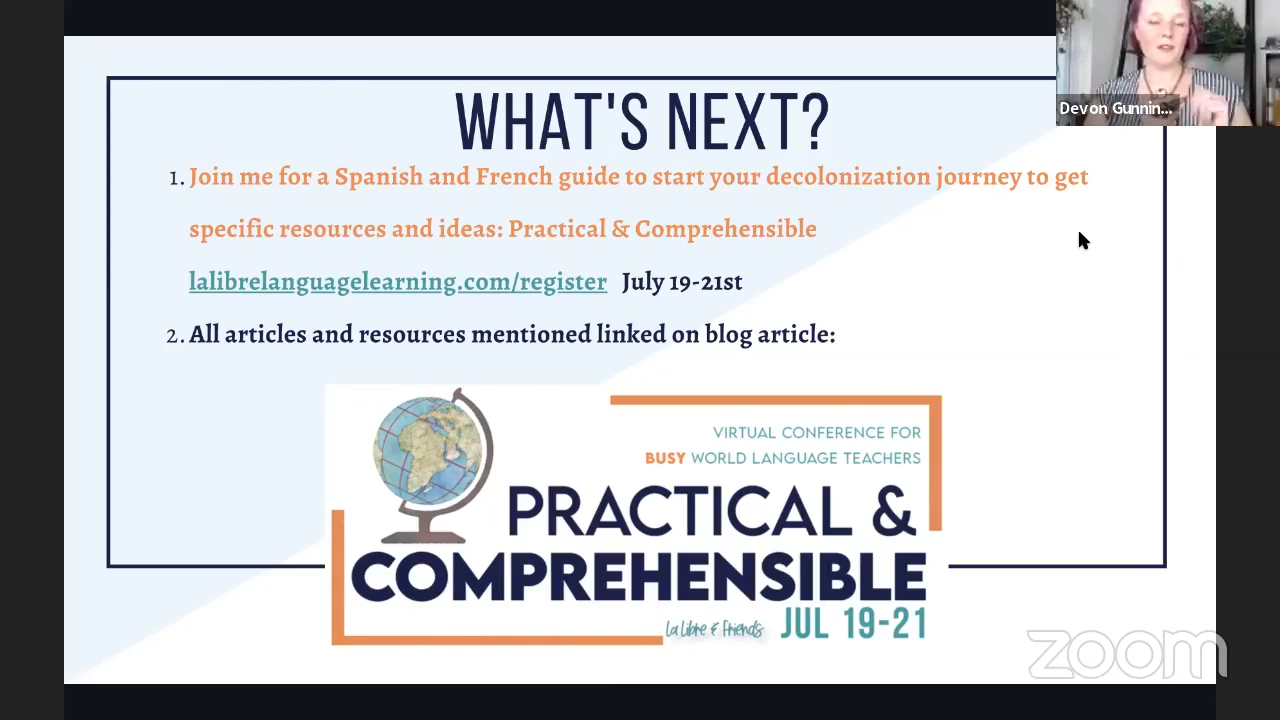 Devon Gunnin...
WHAT'S NEXT?
1. Join me for a Spanish and French guide to start your decolonization journey to get
specific resources and ideas: Practical & Comprehensible
lalibrelanguagelearning.com/register July 19-21st
2. All articles and resources mentioned linked on blog article:
VIRTUAL CONFERENCE FOR
BUSY WORLD LANGUAGE TEACHERS
PRACTICAL &
COMPREHENSIBLE
La Libre & Friends JUL 19-21
zoom